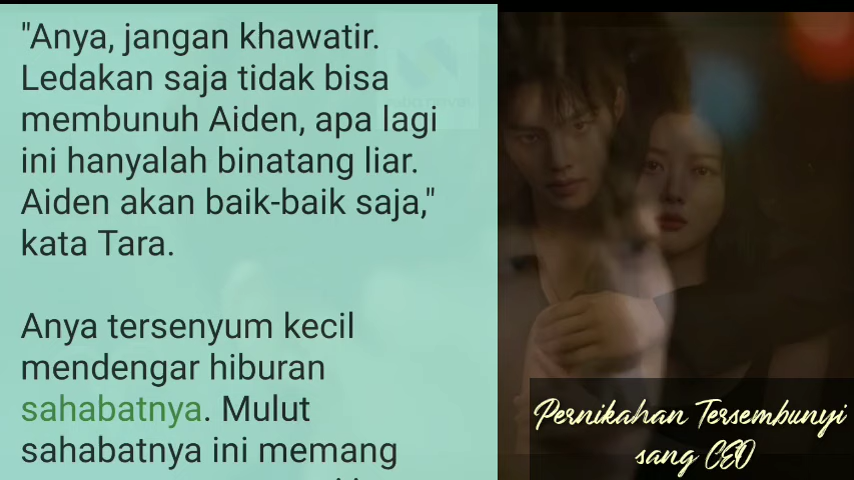 "Anya, jangan khawatir.
Ledakan saja tidak bisa
membunuh Aiden, apa lagi
ini hanyalah binatang liar.
Aiden akan baik-baik saja,"
kata Tara.
Anya tersenyum kecil
mendengar hiburan
sahabatnya. Mulut
sahabatnya ini memang
Pernikahan Tersembunyi
sang CEO